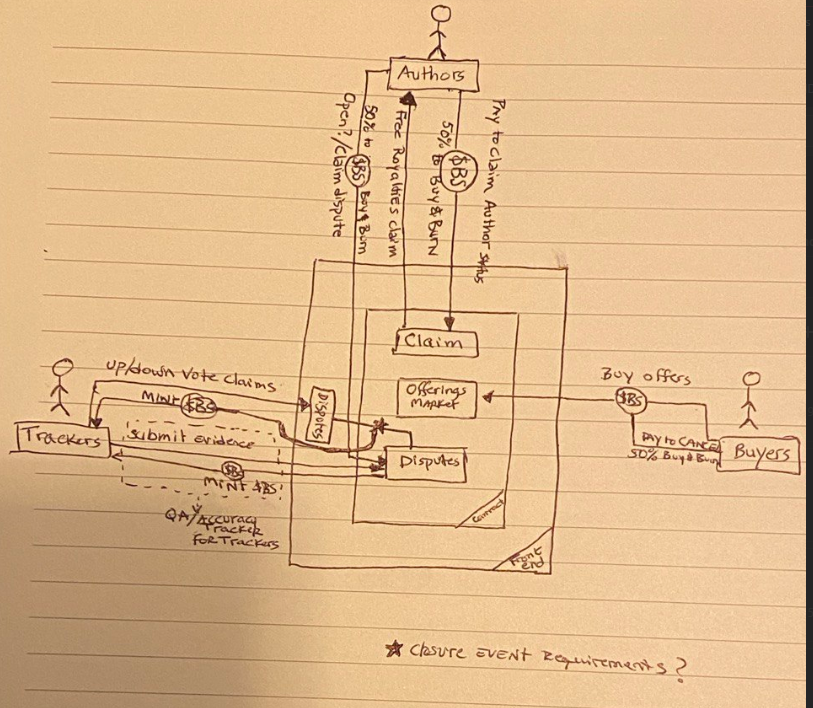 Authors
Pay to claim Author status
$BS
50% to Buy & Burn
Free Royalties claim
50% to $BS Buy & Burn
Open?/claim dispute
Claim
Offerings
Market
Disputes
Contract
Front
end
Disputes
up/down vote claims
MINT $BS
Trackers
submit evidence
$BS
MINT $BS
QA/Accuracy
Tracker
for Trackers
Buy offers
$BS
PAY to CANCEL
50% Buy & Burn
Buyers
★ Closure EVENT Requirements?